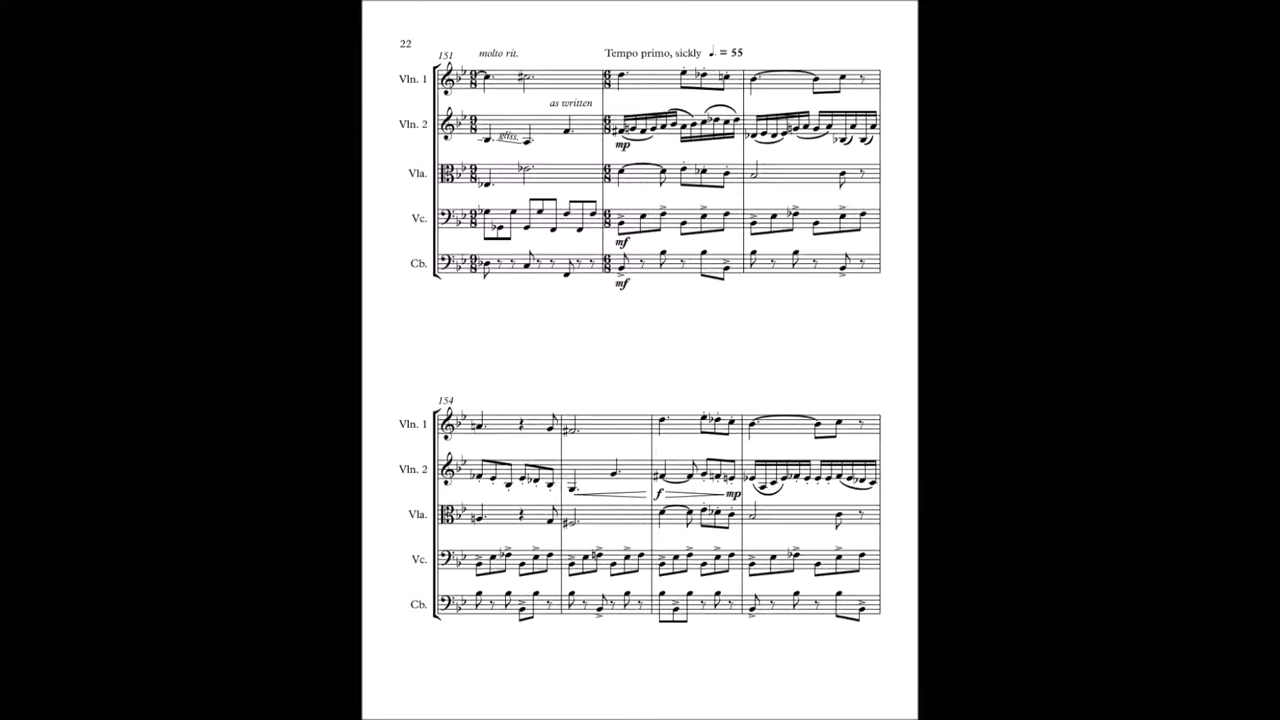 22
151 molto rit. Tempo primo, sickly ♩. = 55
Vln. 1
as written
Vln. 2 gliss.
mp
Vla.
Vc.
mf
Cb.
mf
154
Vln. 1
Vln. 2
f mp
Vla.
Vc.
Cb.